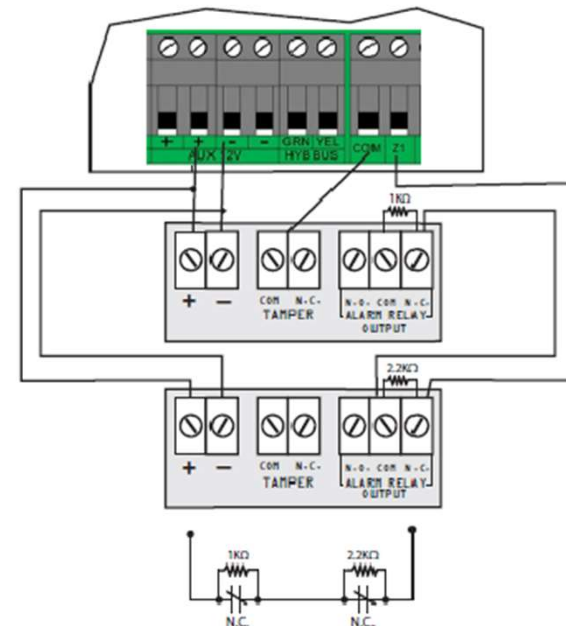 + + - - GRN YEL COM Z1
AUX 12V HYB BUS
1KΩ
+ − COM N.C. N.O. COM N.C.
TAMPER ALARM RELAY
OUTPUT
2.2KΩ
+ − COM N.C. N.O. COM N.C.
TAMPER ALARM RELAY
OUTPUT
1KΩ 2.2KΩ
N.C. N.C.